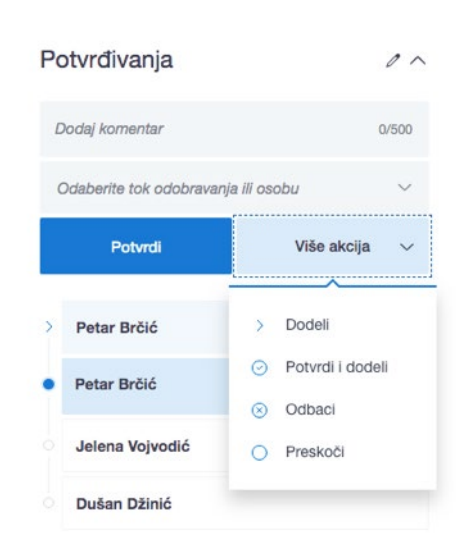 Potvrđivanja
Dodaj komentar 0/500
Odaberite tok odobravanja ili osobu
Potvrdi Više akcija
Petar Brčić
Petar Brčić
Jelena Vojvodić
Dušan Džinić
Dodeli
Potvrdi i dodeli
Odbaci
Preskoči